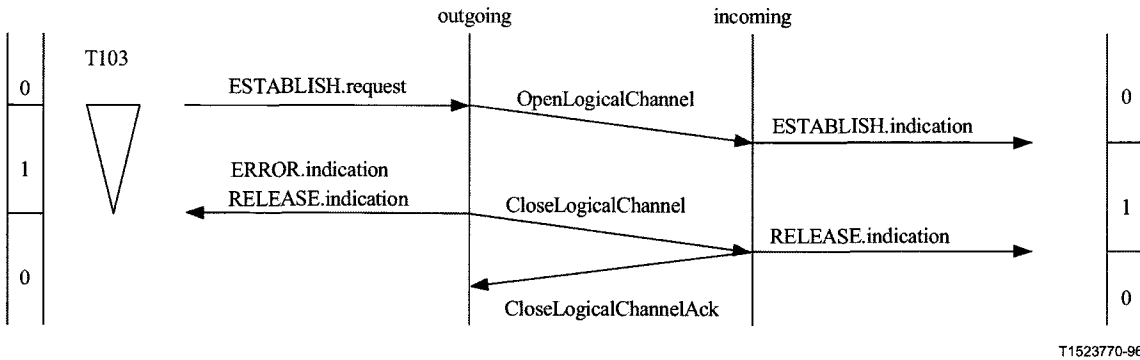 outgoing
incoming
T103
0
ESTABLISH.request
OpenLogicalChannel
0
ESTABLISH.indication
1
ERROR.indication
RELEASE.indication
CloseLogicalChannel
1
RELEASE.indication
0
CloseLogicalChannelAck
0
T1523770-96